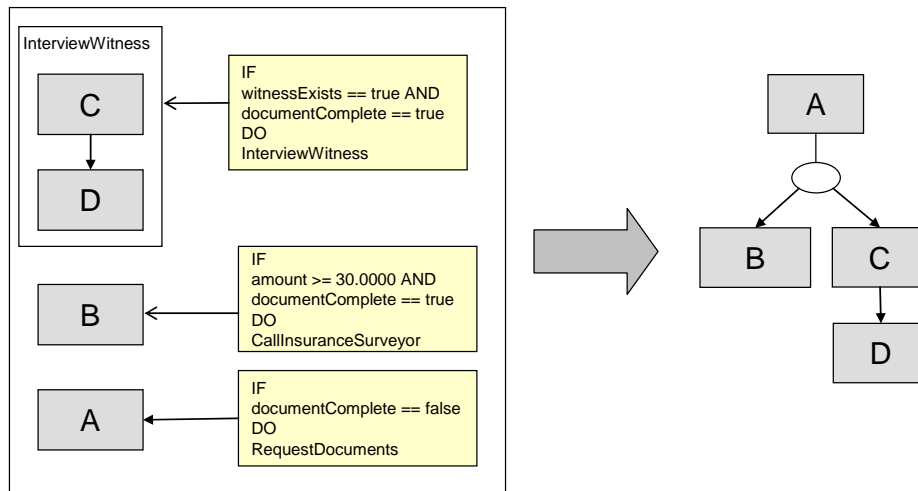 InterviewWitness
C
D
IF
witnessExists == true AND
documentComplete == true
DO
InterviewWitness
B
IF
amount >= 30.0000 AND
documentComplete == true
DO
CallInsuranceSurveyor
A
IF
documentComplete == false
DO
RequestDocuments
A
B
C
D